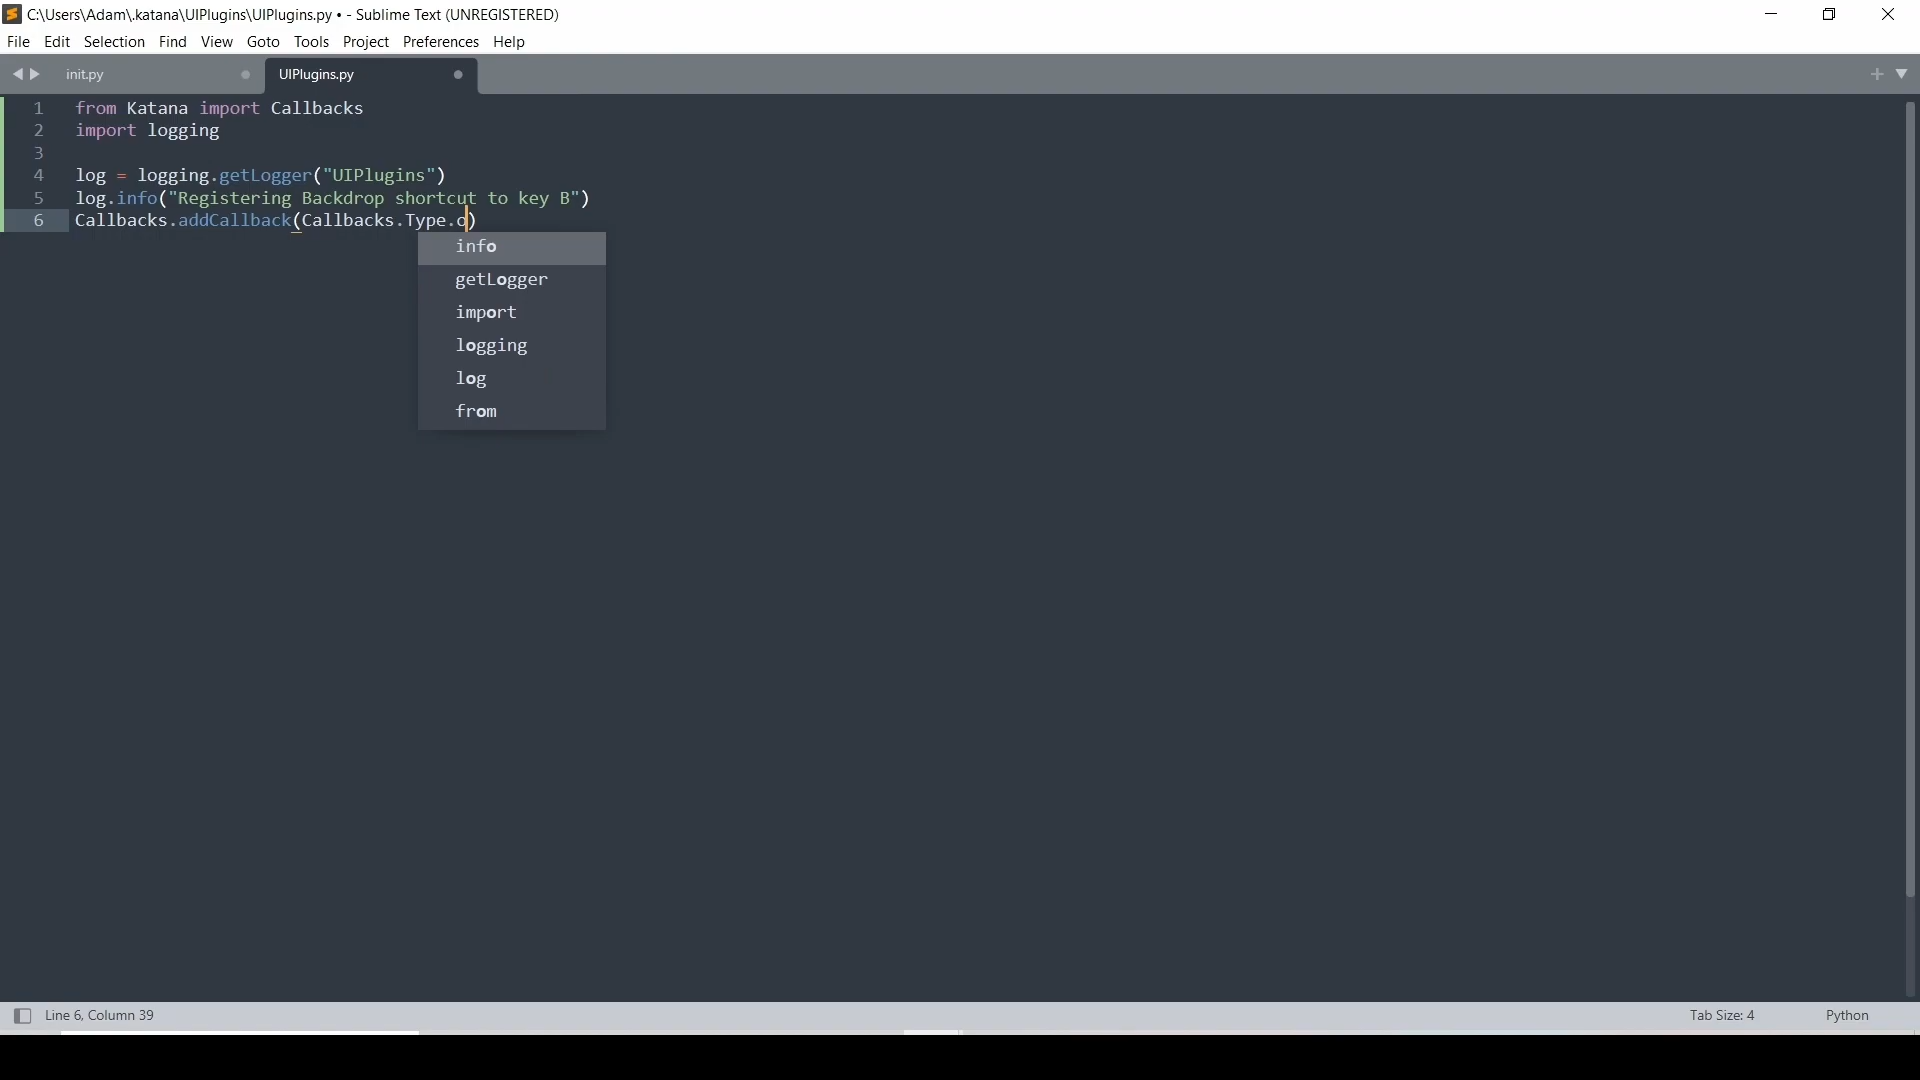 C:\Users\Adam\.katana\UIPlugins\UIPlugins.py • - Sublime Text (UNREGISTERED)
File Edit Selection Find View Goto Tools Project Preferences Help
init.py UIPlugins.py
1 from Katana import Callbacks
2 import logging
3
4 log = logging.getLogger("UIPlugins")
5 log.info("Registering Backdrop shortcut to key B")
6 Callbacks.addCallback(Callbacks.Type.o)
info
getLogger
import
logging
log
from
Line 6, Column 39 Tab Size: 4 Python